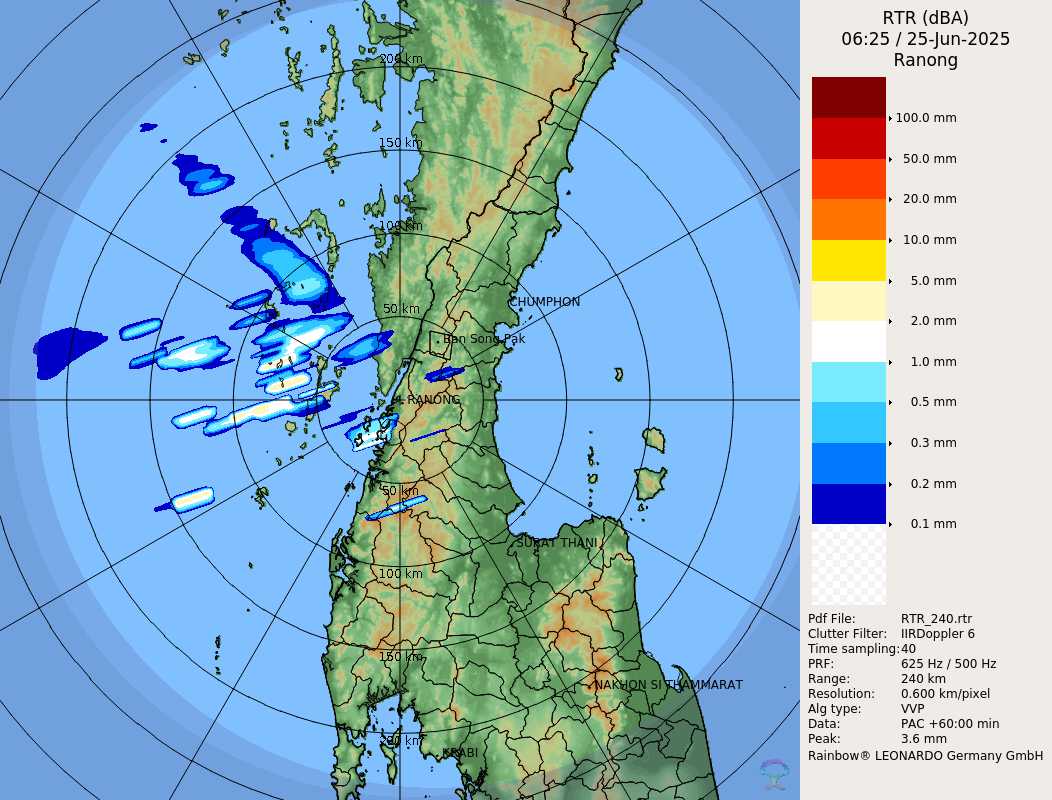 200 km
150 km
100 km
CHUMPHON
50 km
Ban Song Pak
RANONG
50 km
SURAT THANI
100 km
150 km
NAKHON SI THAMMARAT
200 km
KRABI
RTR (dBA)
06:25 / 25-Jun-2025
Ranong
100.0 mm
50.0 mm
20.0 mm
10.0 mm
5.0 mm
2.0 mm
1.0 mm
0.5 mm
0.3 mm
0.2 mm
0.1 mm
Pdf File: RTR_240.rtr
Clutter Filter: IIRDoppler 6
Time sampling:40
PRF: 625 Hz / 500 Hz
Range: 240 km
Resolution: 0.600 km/pixel
Alg type: VVP
Data: PAC +60:00 min
Peak: 3.6 mm
Rainbow® LEONARDO Germany GmbH